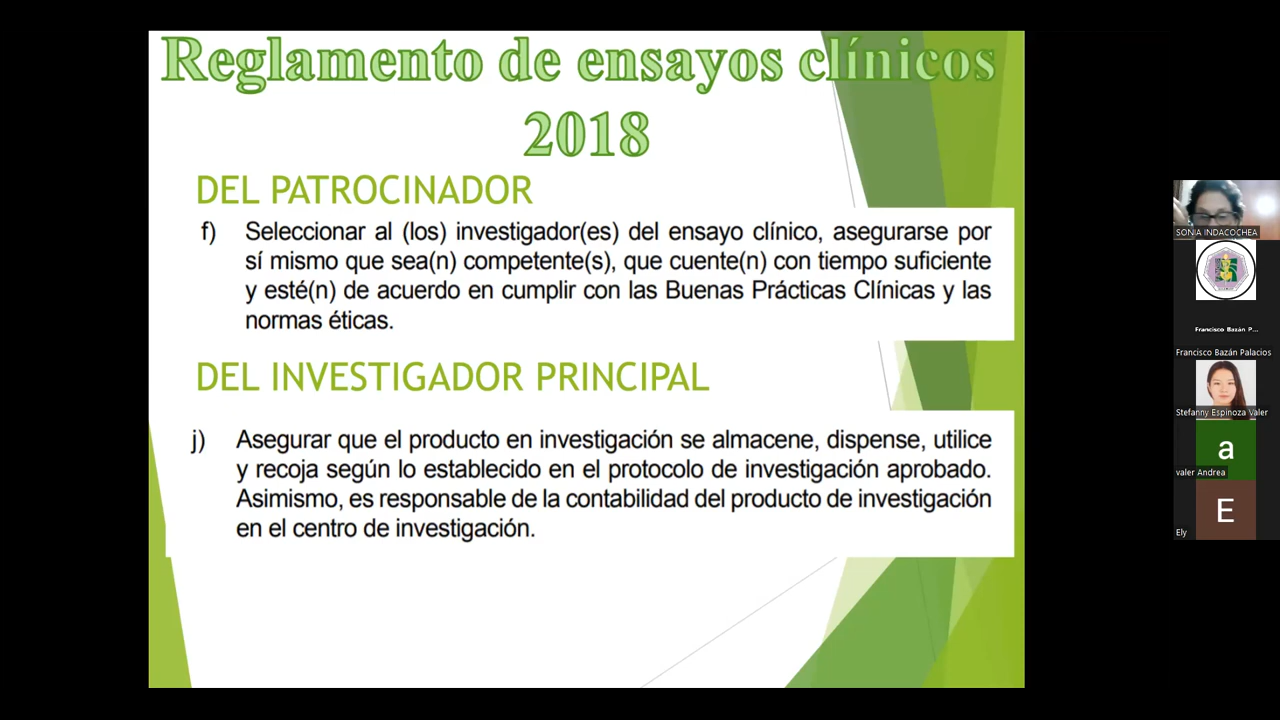 Reglamento de ensayos clínicos
2018
DEL PATROCINADOR
f) Seleccionar al (los) investigador(es) del ensayo clínico, asegurarse por
sí mismo que sea(n) competente(s), que cuente(n) con tiempo suficiente
y esté(n) de acuerdo en cumplir con las Buenas Prácticas Clínicas y las
normas éticas.
DEL INVESTIGADOR PRINCIPAL
j) Asegurar que el producto en investigación se almacene, dispense, utilice
y recoja según lo establecido en el protocolo de investigación aprobado.
Asimismo, es responsable de la contabilidad del producto de investigación
en el centro de investigación.
SONIA INDACOCHEA
Francisco Bazán P...
Francisco Bazán Palacios
Stefanny Espinoza Valer
a
valer Andrea
E
Ely